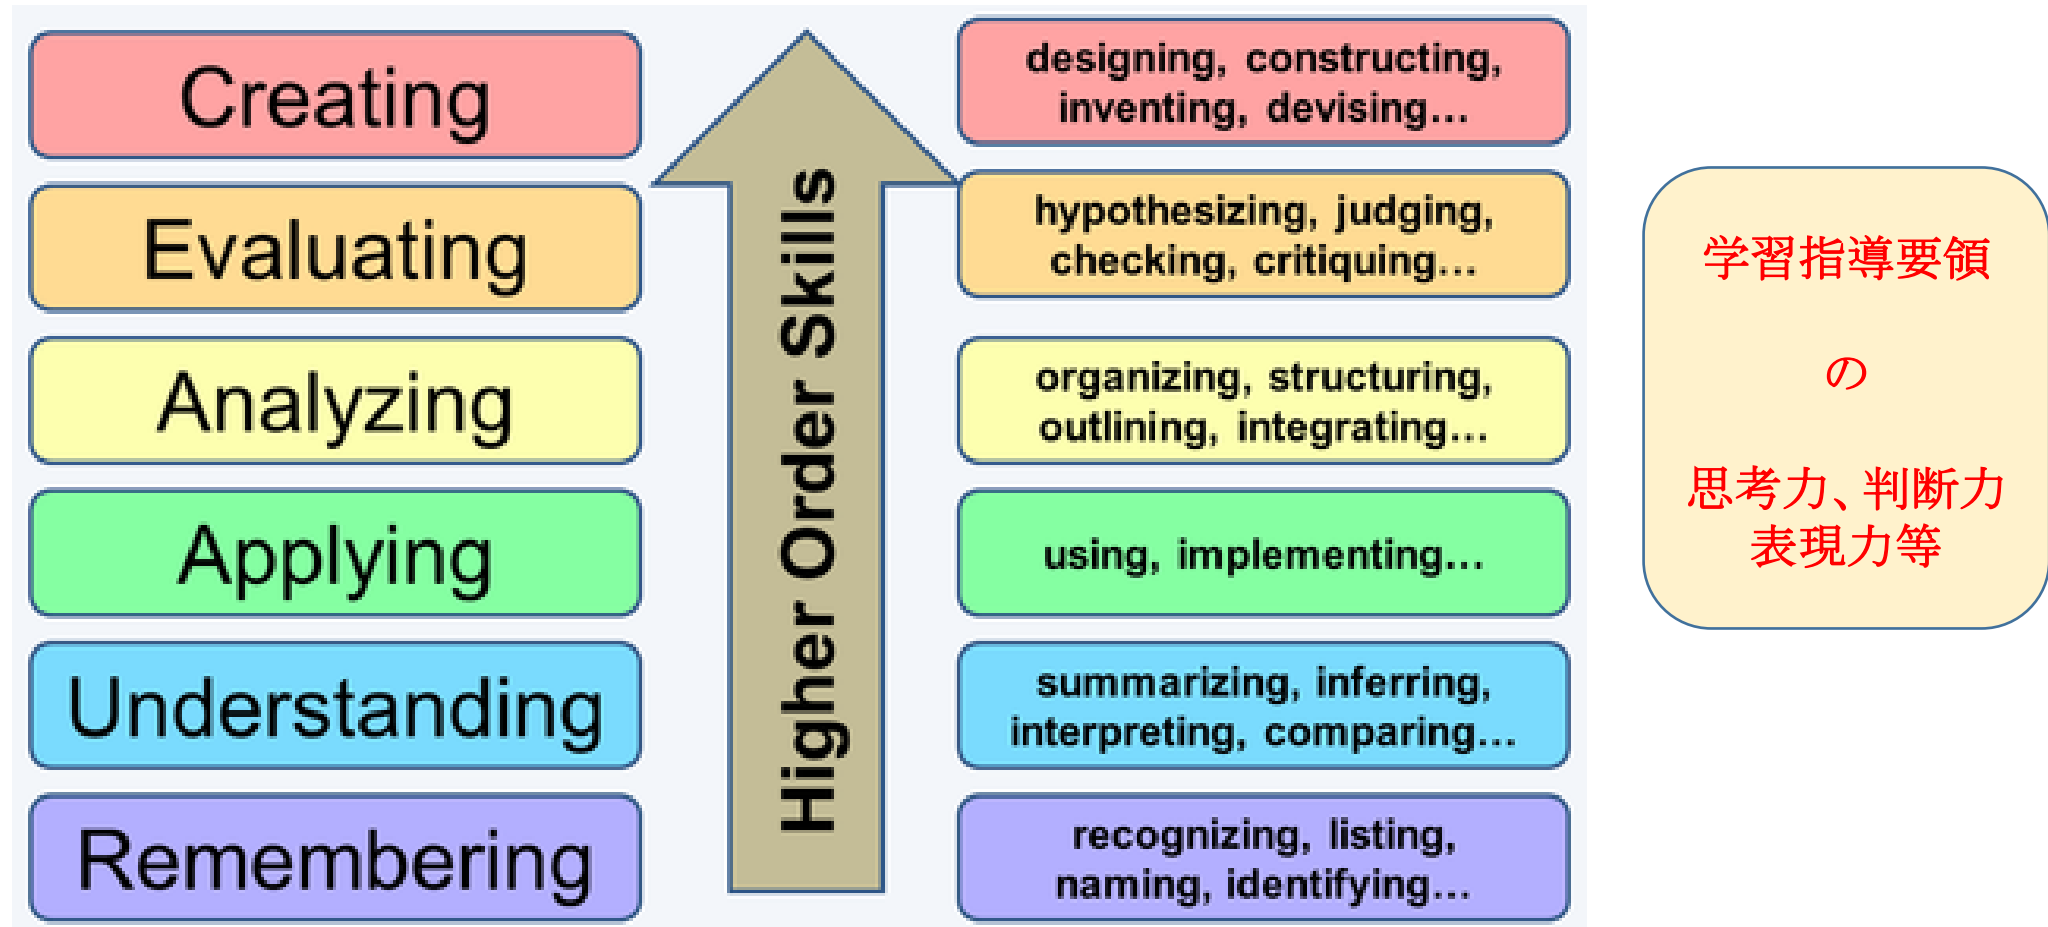 Creating
Evaluating
Analyzing
Applying
Understanding
Remembering
Higher Order Skills
designing, constructing,
inventing, devising…
hypothesizing, judging,
checking, critiquing…
organizing, structuring,
outlining, integrating…
using, implementing…
summarizing, inferring,
interpreting, comparing…
recognizing, listing,
naming, identifying…
学習指導要領
の
思考力、判断力
表現力等